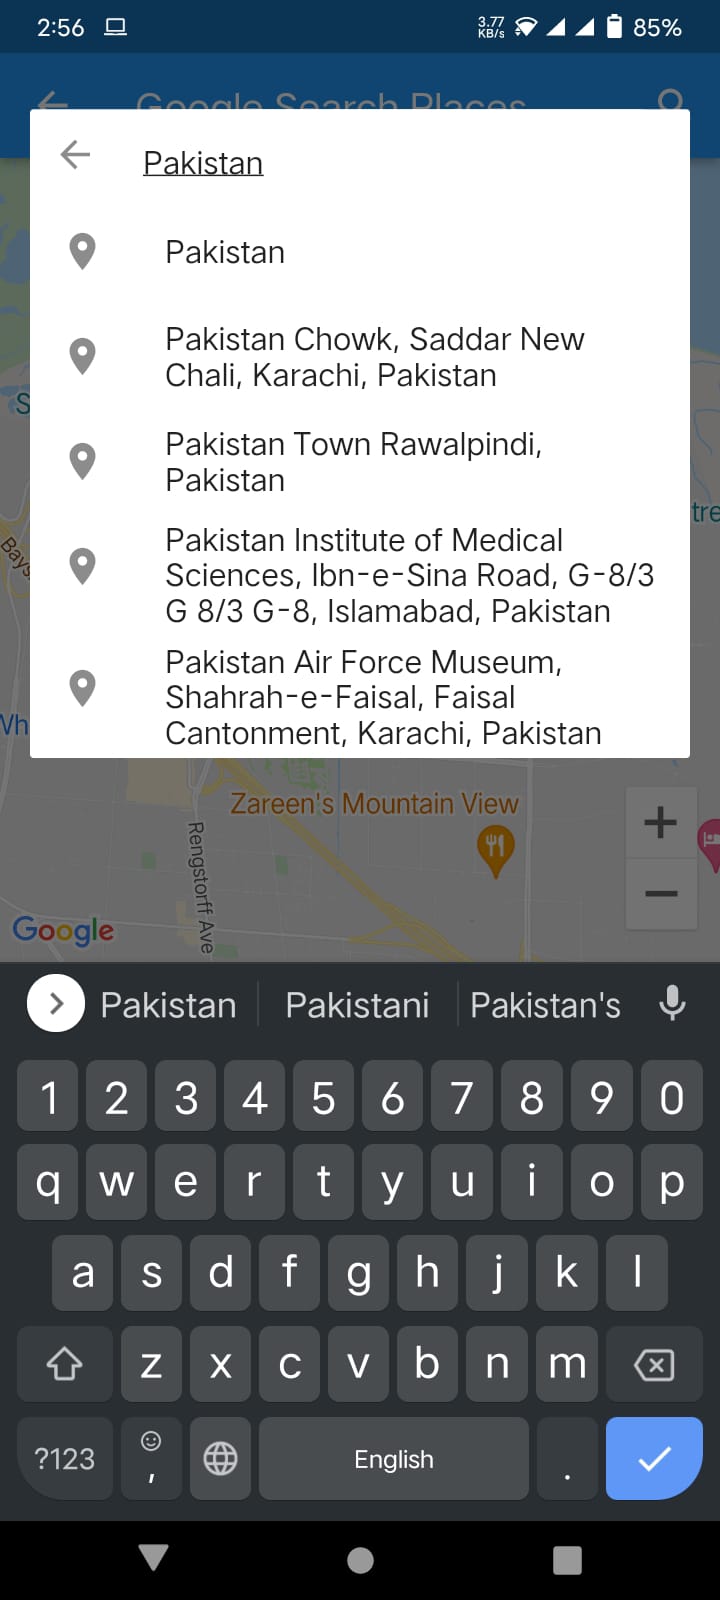 2:56
3.77
KB/s
85%
Google Search Places
Pakistan
Pakistan
Pakistan Chowk, Saddar New
Chali, Karachi, Pakistan
Pakistan Town Rawalpindi,
Pakistan
Pakistan Institute of Medical
Sciences, Ibn-e-Sina Road, G-8/3
G 8/3 G-8, Islamabad, Pakistan
Pakistan Air Force Museum,
Shahrah-e-Faisal, Faisal
Cantonment, Karachi, Pakistan
Zareen's Mountain View
Rengstorff Ave
+
−
Google
Pakistan Pakistani Pakistan's
1 2 3 4 5 6 7 8 9 0
q w e r t y u i o p
a s d f g h j k l
z x c v b n m
?123 , English .